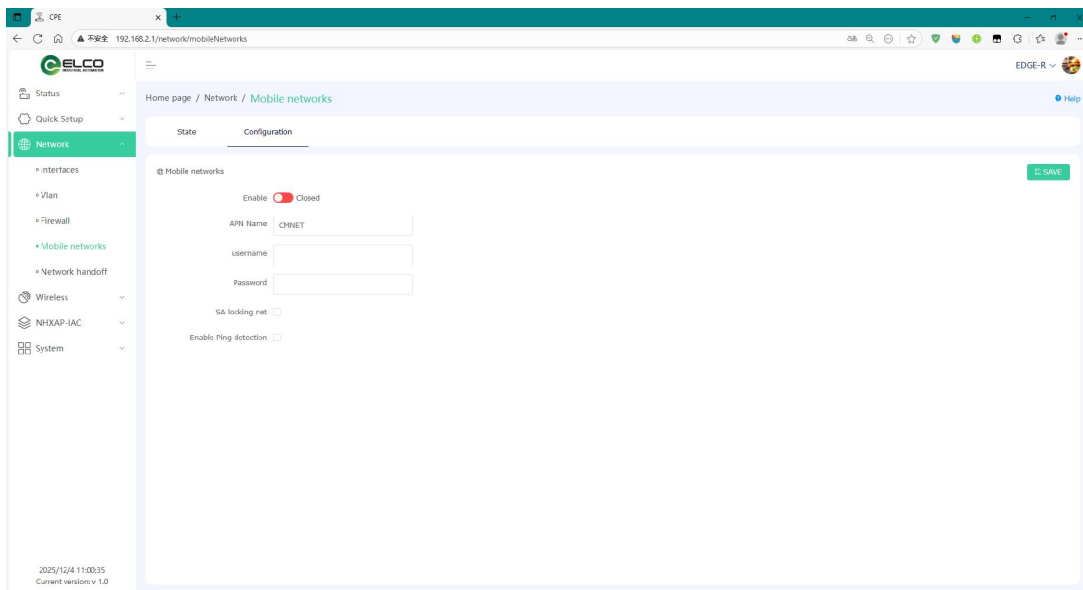 CPE
不安全 192.168.2.1/network/mobileNetworks
ELCO
INDUSTRIAL AUTOMATION
EDGE-R
Status
Home page / Network / Mobile networks
Help
Quick Setup
State Configuration
Network
Interfaces
Mobile networks
SAVE
Vlan
Enable Closed
Firewall
APN Name CMNET
Mobile networks
username
Network handoff
Password
Wireless
SA locking net
NHXAP-IAC
Enable Ping detection
System
2025/12/4 11:00:35
Current version: v 1.0